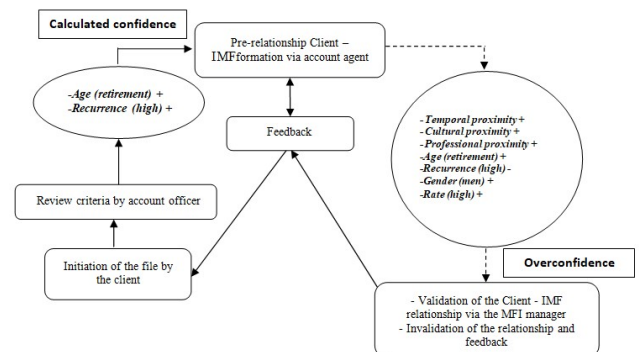 Calculated confidence
Pre-relationship Client –
IMFformation via account agent
-Age (retirement) +
-Recurrence (high) +
Feedback
-Temporal proximity +
-Cultural proximity +
-Professional proximity +
-Age (retirement) +
-Recurrence (high) -
-Gender (men) +
-Rate (high) +
Review criteria by account officer
Initiation of the file by
the client
Overconfidence
- Validation of the Client - IMF
relationship via the MFI manager
- Invalidation of the relationship and
feedback